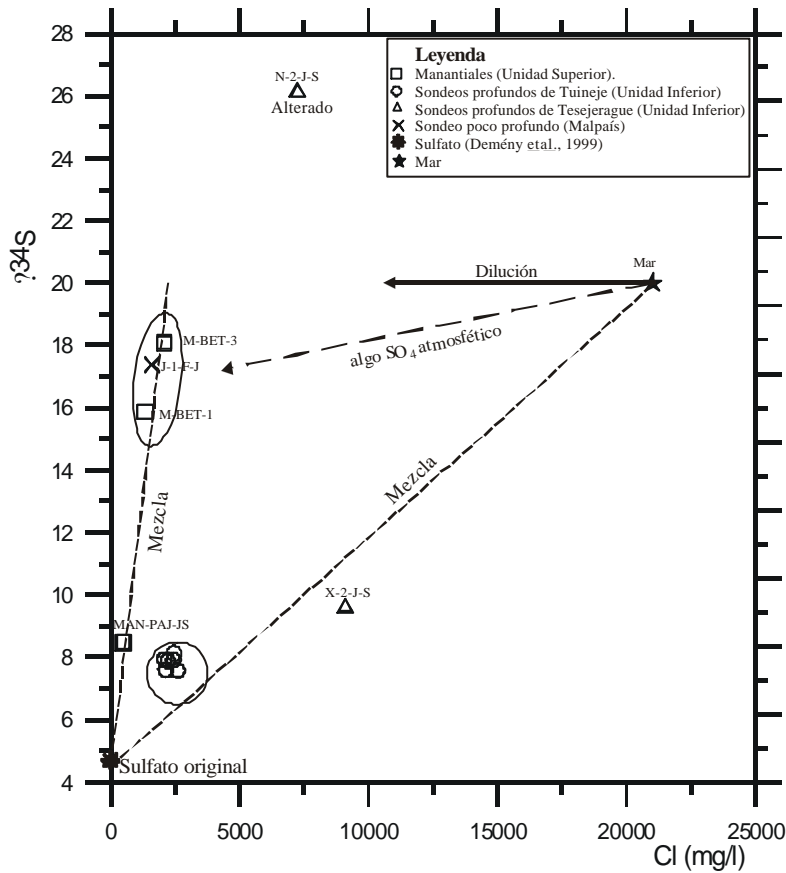 28
26
24
22
20
18
16
14
12
10
8
6
4
?34S
N-2-J-S
Alterado
Leyenda
Manantiales (Unidad Superior).
Sondeos profundos de Tuineje (Unidad Inferior)
Sondeos profundos de Tesejerague (Unidad Inferior)
Sondeo poco profundo (Malpaís)
Sulfato (Demény etal., 1999)
Mar
Mar
Dilución
algo SO4 atmosfético
M-BET-3
J-1-F-J
M-BET-1
Mezcla
Mezcla
X-2-J-S
MAN-PAJ-JS
Sulfato original
0
5000
10000
15000
20000
25000
Cl (mg/l)